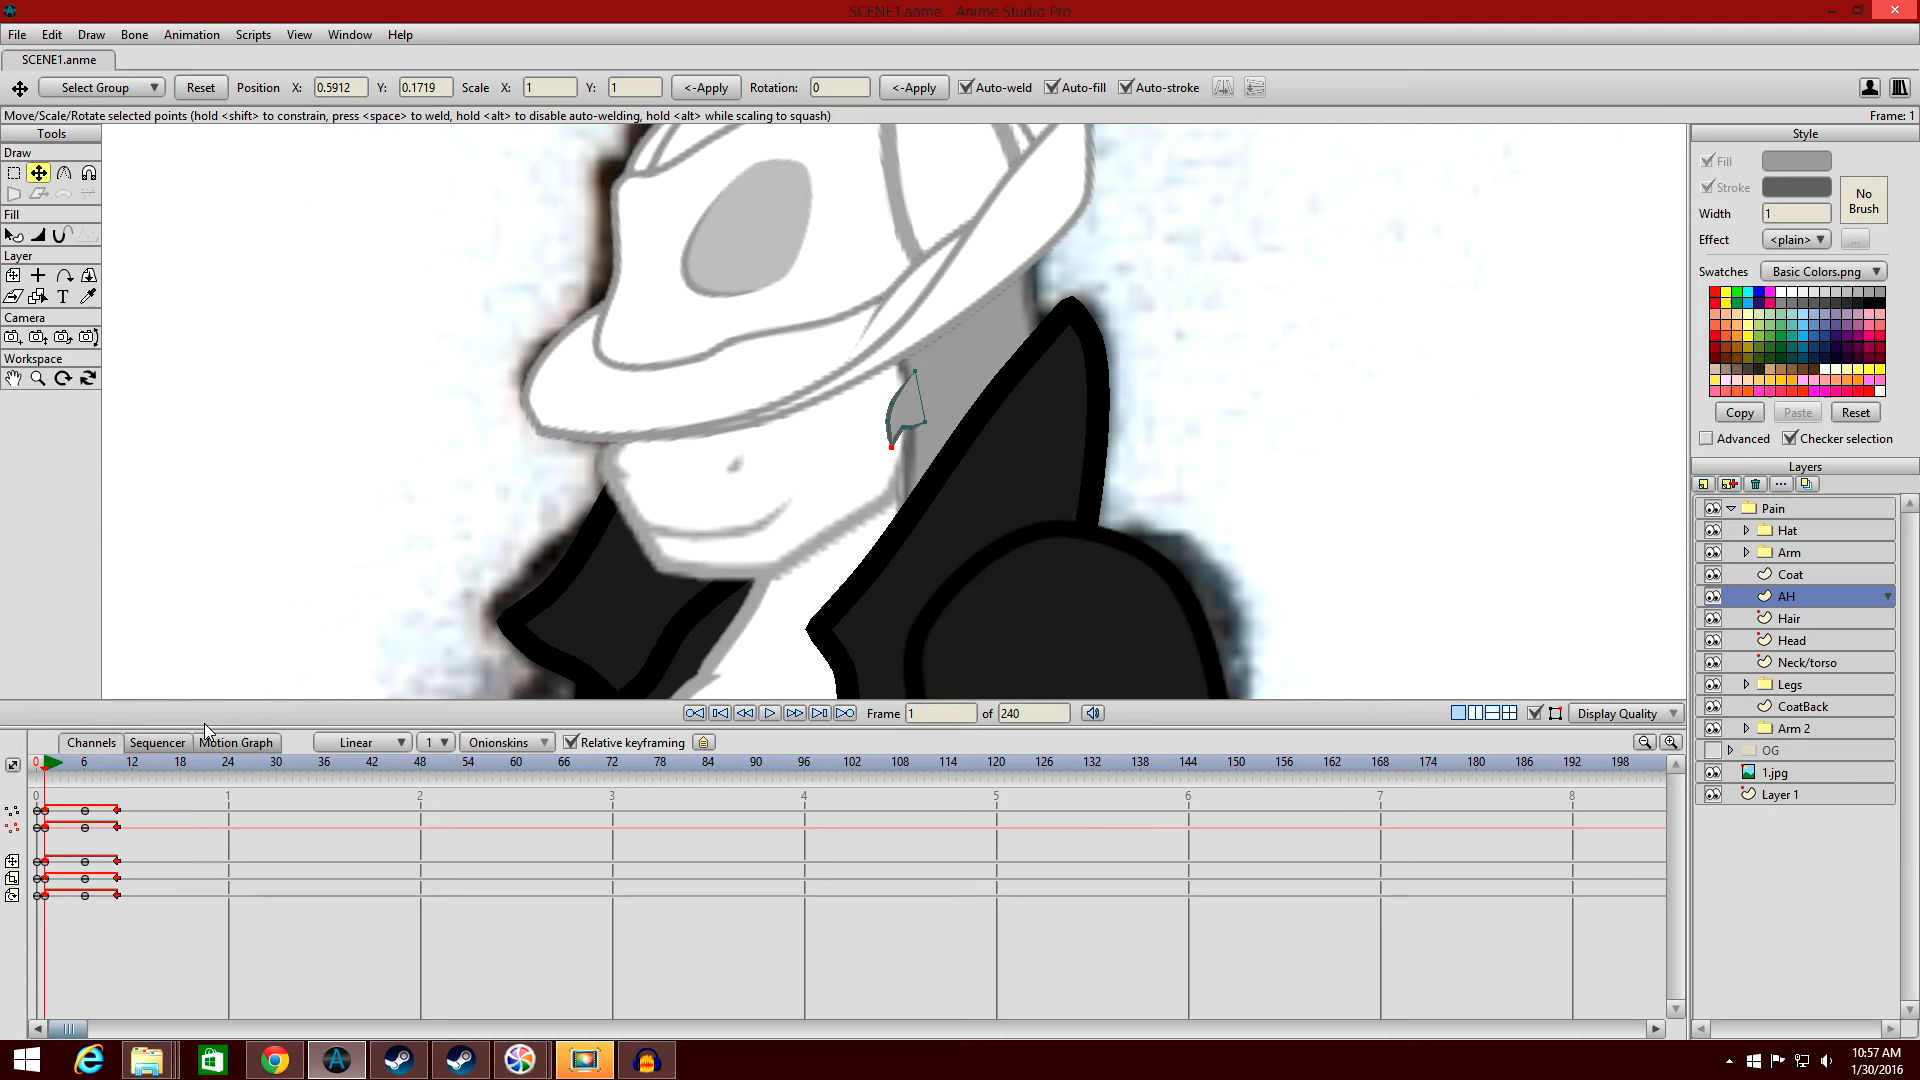 SCENE1.anme - Anime Studio Pro
File Edit Draw Bone Animation Scripts View Window Help
SCENE1.anme
Select Group Reset Position X: 0.5912 Y: 0.1719 Scale X: 1 Y: 1 <-Apply Rotation: 0 <-Apply Auto-weld Auto-fill Auto-stroke
Move/Scale/Rotate selected points (hold <shift> to constrain, press <space> to weld, hold <alt> to disable auto-welding, hold <alt> while scaling to squash) Frame: 1
Tools
Draw
Fill
Layer
Camera
Workspace
Style
Fill
Stroke
No Brush
Width 1
Effect <plain> ...
Swatches Basic Colors.png
Copy Paste Reset
Advanced Checker selection
Layers
Pain
Hat
Arm
Coat
AH
Hair
Head
Neck/torso
Legs
CoatBack
Arm 2
OG
1.jpg
Layer 1
Frame 1 of 240 Display Quality
Channels Sequencer Motion Graph Linear 1 Onionskins Relative keyframing
0 6 12 18 24 30 36 42 48 54 60 66 72 78 84 90 96 102 108 114 120 126 132 138 144 150 156 162 168 174 180 186 192 198
0 1 2 3 4 5 6 7 8
10:57 AM
1/30/2016